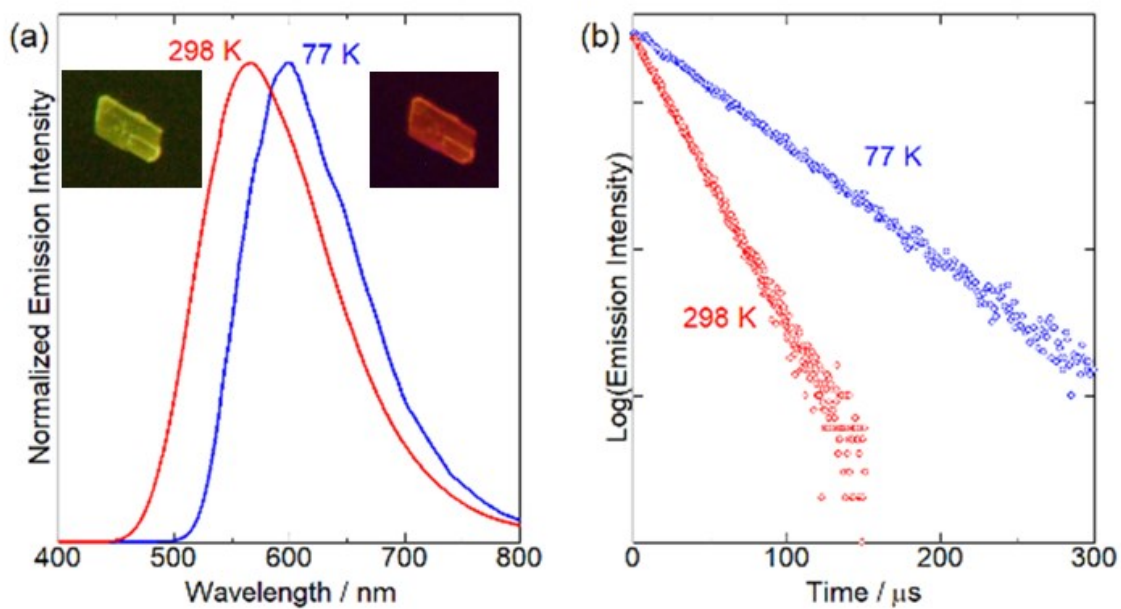 (a)
298 K
77 K
Normalized Emission Intensity
400
500
600
700
800
Wavelength / nm
(b)
77 K
298 K
Log(Emission Intensity)
0
100
200
300
Time / μs